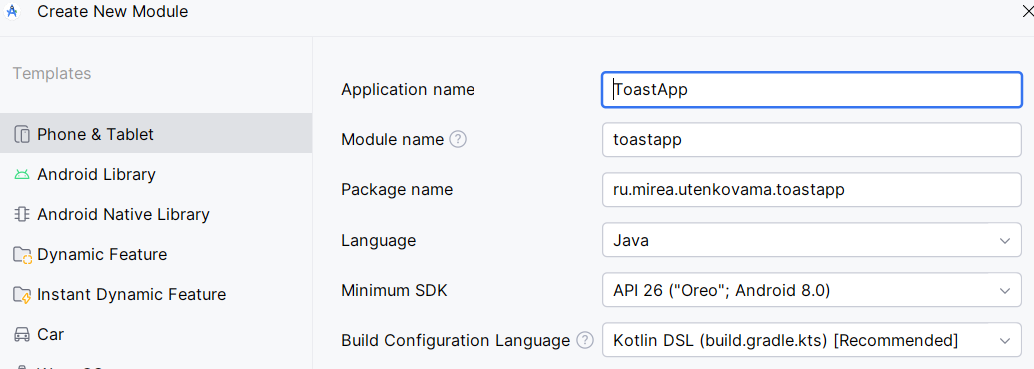 Create New Module
Templates
Phone & Tablet
Android Library
Android Native Library
Dynamic Feature
Instant Dynamic Feature
Car
Application name
ToastApp
Module name
toastapp
Package name
ru.mirea.utenkovama.toastapp
Language
Java
Minimum SDK
API 26 ("Oreo"; Android 8.0)
Build Configuration Language
Kotlin DSL (build.gradle.kts) [Recommended]